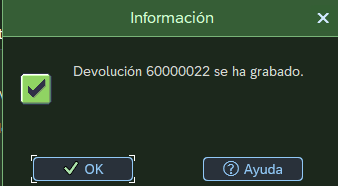 Información
Devolución 60000022 se ha grabado.
OK
Ayuda